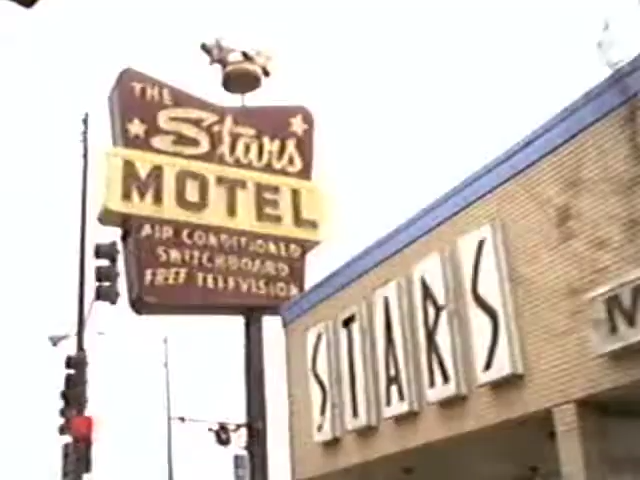 THE
Stars
MOTEL
AIR CONDITIONED
SWITCHBOARD
FREE TELEVISION
STARS
M